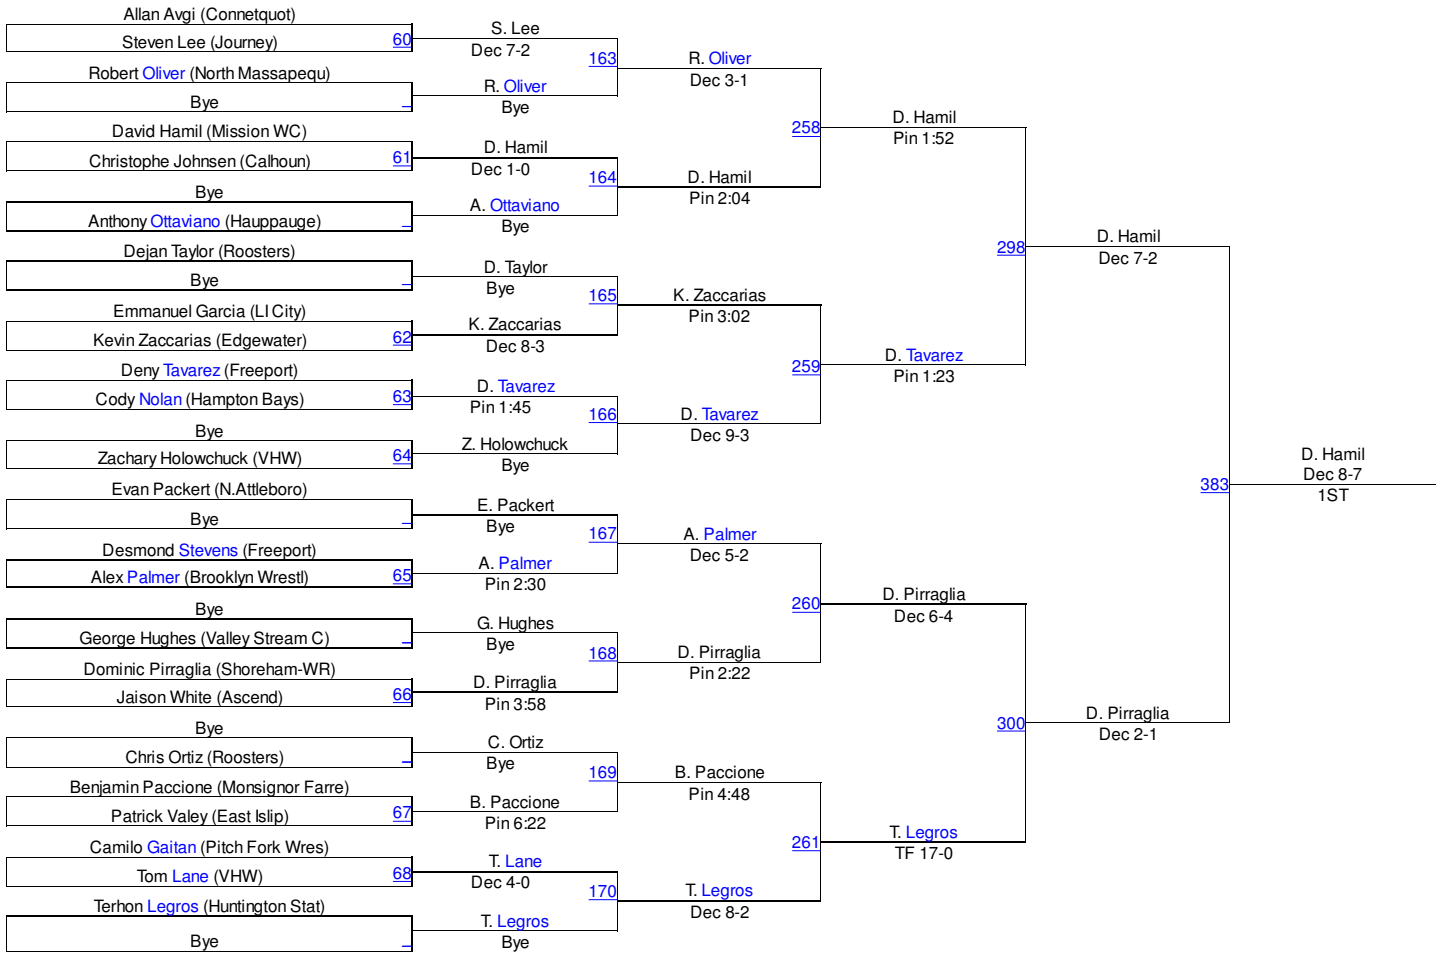 Allan Avgi (Connetquot)
Steven Lee (Journey) 60
Robert Oliver (North Massapequ)
Bye
David Hamil (Mission WC)
Christophe Johnsen (Calhoun) 61
Bye
Anthony Ottaviano (Hauppauge)
Dejan Taylor (Roosters)
Bye
Emmanuel Garcia (LI City)
Kevin Zaccarias (Edgewater) 62
Deny Tavarez (Freeport)
Cody Nolan (Hampton Bays) 63
Bye
Zachary Holowchuck (VHW) 64
Evan Packert (N.Attleboro)
Bye
Desmond Stevens (Freeport)
Alex Palmer (Brooklyn Wrestl) 65
Bye
George Hughes (Valley Stream C)
Dominic Pirraglia (Shoreham-WR)
Jaison White (Ascend) 66
Bye
Chris Ortiz (Roosters)
Benjamin Paccione (Monsignor Farre)
Patrick Valey (East Islip) 67
Camilo Gaitan (Pitch Fork Wres)
Tom Lane (VHW) 68
Terhon Legros (Huntington Stat)
Bye
S. Lee
Dec 7-2
163
R. Oliver
Bye
D. Hamil
Dec 1-0
164
A. Ottaviano
Bye
D. Taylor
Bye
165
K. Zaccarias
Dec 8-3
D. Tavarez
Pin 1:45
166
Z. Holowchuck
Bye
E. Packert
Bye
167
A. Palmer
Pin 2:30
G. Hughes
Bye
168
D. Pirraglia
Pin 3:58
C. Ortiz
Bye
169
B. Paccione
Pin 6:22
T. Lane
Dec 4-0
170
T. Legros
Bye
R. Oliver
Dec 3-1
258
D. Hamil
Pin 2:04
K. Zaccarias
Pin 3:02
259
D. Tavarez
Dec 9-3
A. Palmer
Dec 5-2
260
D. Pirraglia
Pin 2:22
B. Paccione
Pin 4:48
261
T. Legros
Dec 8-2
D. Hamil
Pin 1:52
298
D. Tavarez
Pin 1:23
D. Pirraglia
Dec 6-4
300
T. Legros
TF 17-0
D. Hamil
Dec 7-2
383
D. Pirraglia
Dec 2-1
D. Hamil
Dec 8-7
1ST